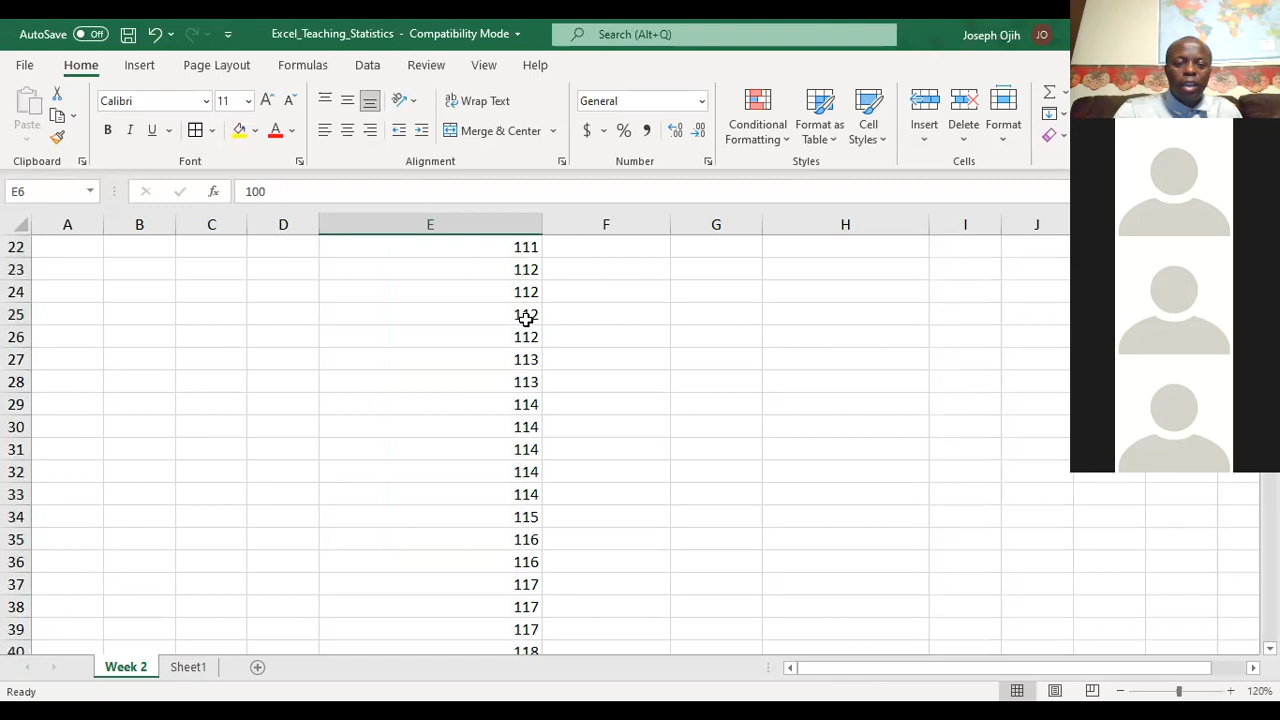 AutoSave Off Excel_Teaching_Statistics - Compatibility Mode Search (Alt+Q) Joseph Ojih JO
File Home Insert Page Layout Formulas Data Review View Help
Paste Calibri 11 Wrap Text General Conditional Formatting Format as Table Cell Styles Insert Delete Format
B I U A Merge & Center $ % ,
Clipboard Font Alignment Number Styles Cells
E6 fx 100
A B C D E F G H I J
22 111
23 112
24 112
25
26 112
27 113
28 113
29 114
30 114
31 114
32 114
33 114
34 115
35 116
36 116
37 117
38 117
39 117
40 118
Week 2 Sheet1
Ready 120%